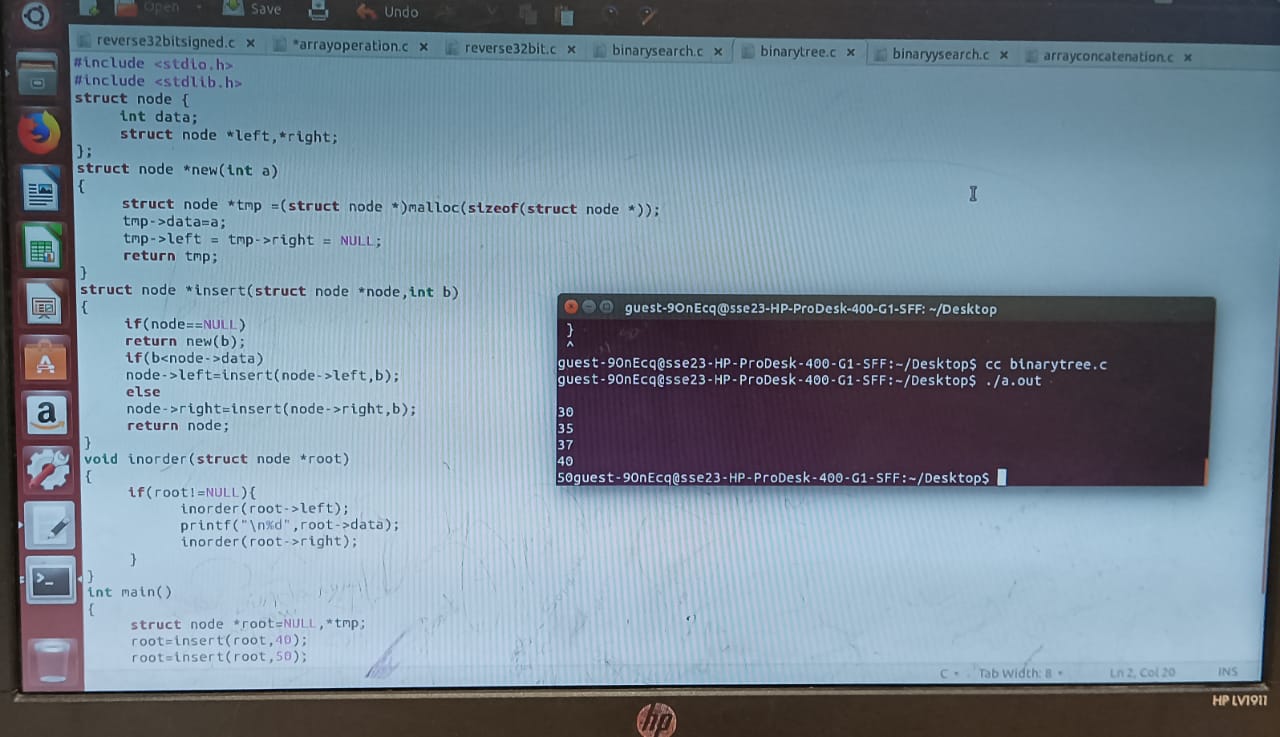 Open Save Undo
reverse32bitsigned.c × *arrayoperation.c × reverse32bit.c × binarysearch.c × binarytree.c × binaryysearch.c × arrayconcatenation.c ×
#include <stdio.h>
#include <stdlib.h>
struct node {
int data;
struct node *left,*right;
};
struct node *new(int a)
{
struct node *tmp =(struct node *)malloc(sizeof(struct node *));
tmp->data=a;
tmp->left = tmp->right = NULL;
return tmp;
}
struct node *insert(struct node *node,int b)
{
if(node==NULL)
return new(b);
if(b<node->data)
node->left=insert(node->left,b);
else
node->right=insert(node->right,b);
return node;
}
void inorder(struct node *root)
{
if(root!=NULL){
inorder(root->left);
printf("\n%d",root->data);
inorder(root->right);
}
}
int main()
{
struct node *root=NULL,*tmp;
root=insert(root,40);
root=insert(root,50);
guest-9OnEcq@sse23-HP-ProDesk-400-G1-SFF: ~/Desktop
}
^
guest-9OnEcq@sse23-HP-ProDesk-400-G1-SFF:~/Desktop$ cc binarytree.c
guest-9OnEcq@sse23-HP-ProDesk-400-G1-SFF:~/Desktop$ ./a.out
30
35
37
40
50guest-9OnEcq@sse23-HP-ProDesk-400-G1-SFF:~/Desktop$
C Tab Width: 8 Ln 2, Col 20 INS
HP LV1911
hp